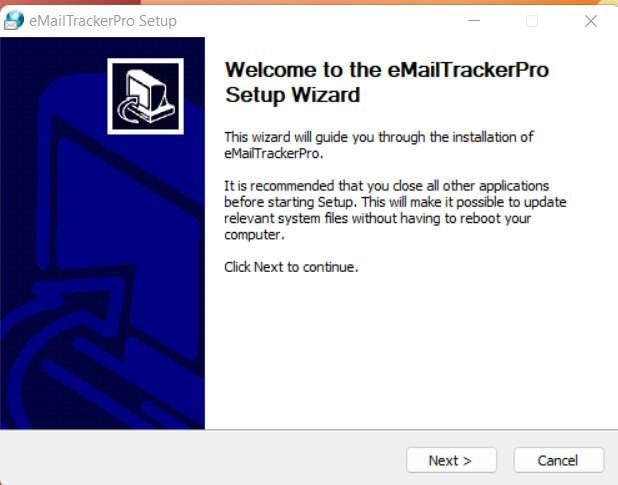 eMailTrackerPro Setup
Welcome to the eMailTrackerPro
Setup Wizard
This wizard will guide you through the installation of
eMailTrackerPro.
It is recommended that you close all other applications
before starting Setup. This will make it possible to update
relevant system files without having to reboot your
computer.
Click Next to continue.
Next >
Cancel